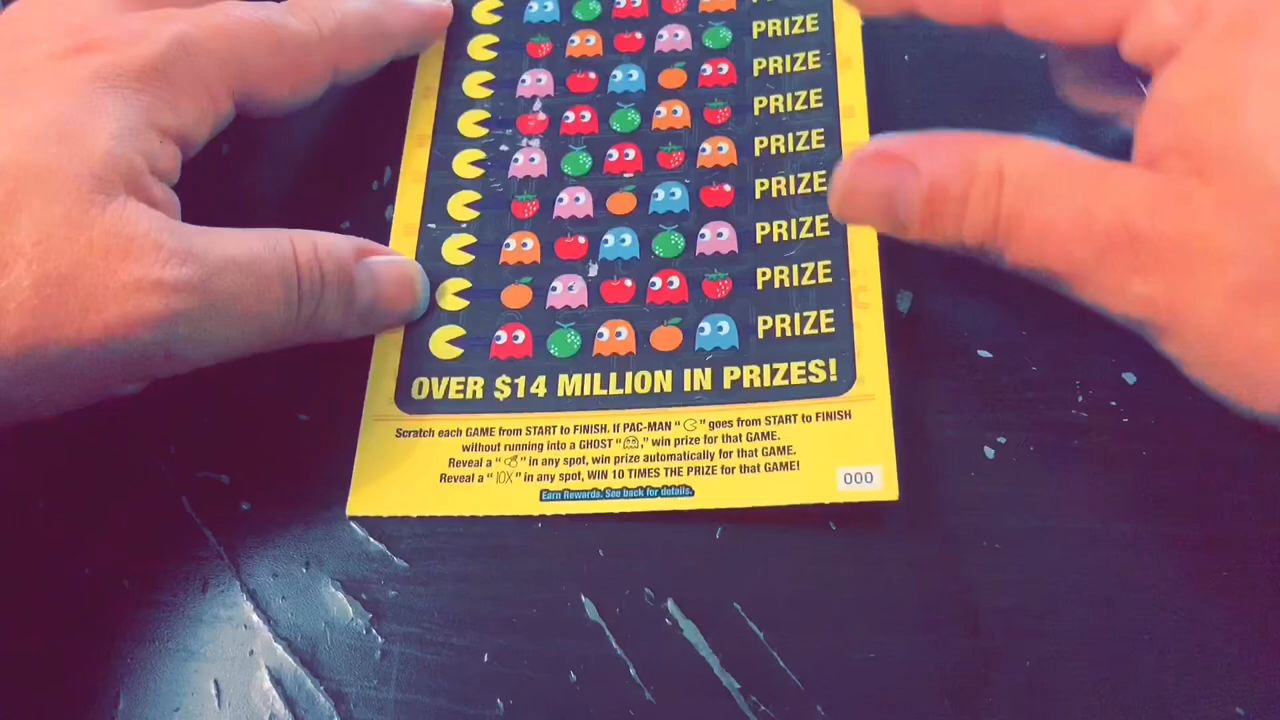 PRIZE
PRIZE
PRIZE
PRIZE
PRIZE
PRIZE
PRIZE
PRIZE
OVER $14 MILLION IN PRIZES!
Scratch each GAME from START to FINISH. If PAC-MAN " " goes from START to FINISH
without running into a GHOST " ," win prize for that GAME.
Reveal a " " in any spot, win prize automatically for that GAME.
Reveal a "10X" in any spot, WIN 10 TIMES THE PRIZE for that GAME!
000
Earn Rewards. See back for details.